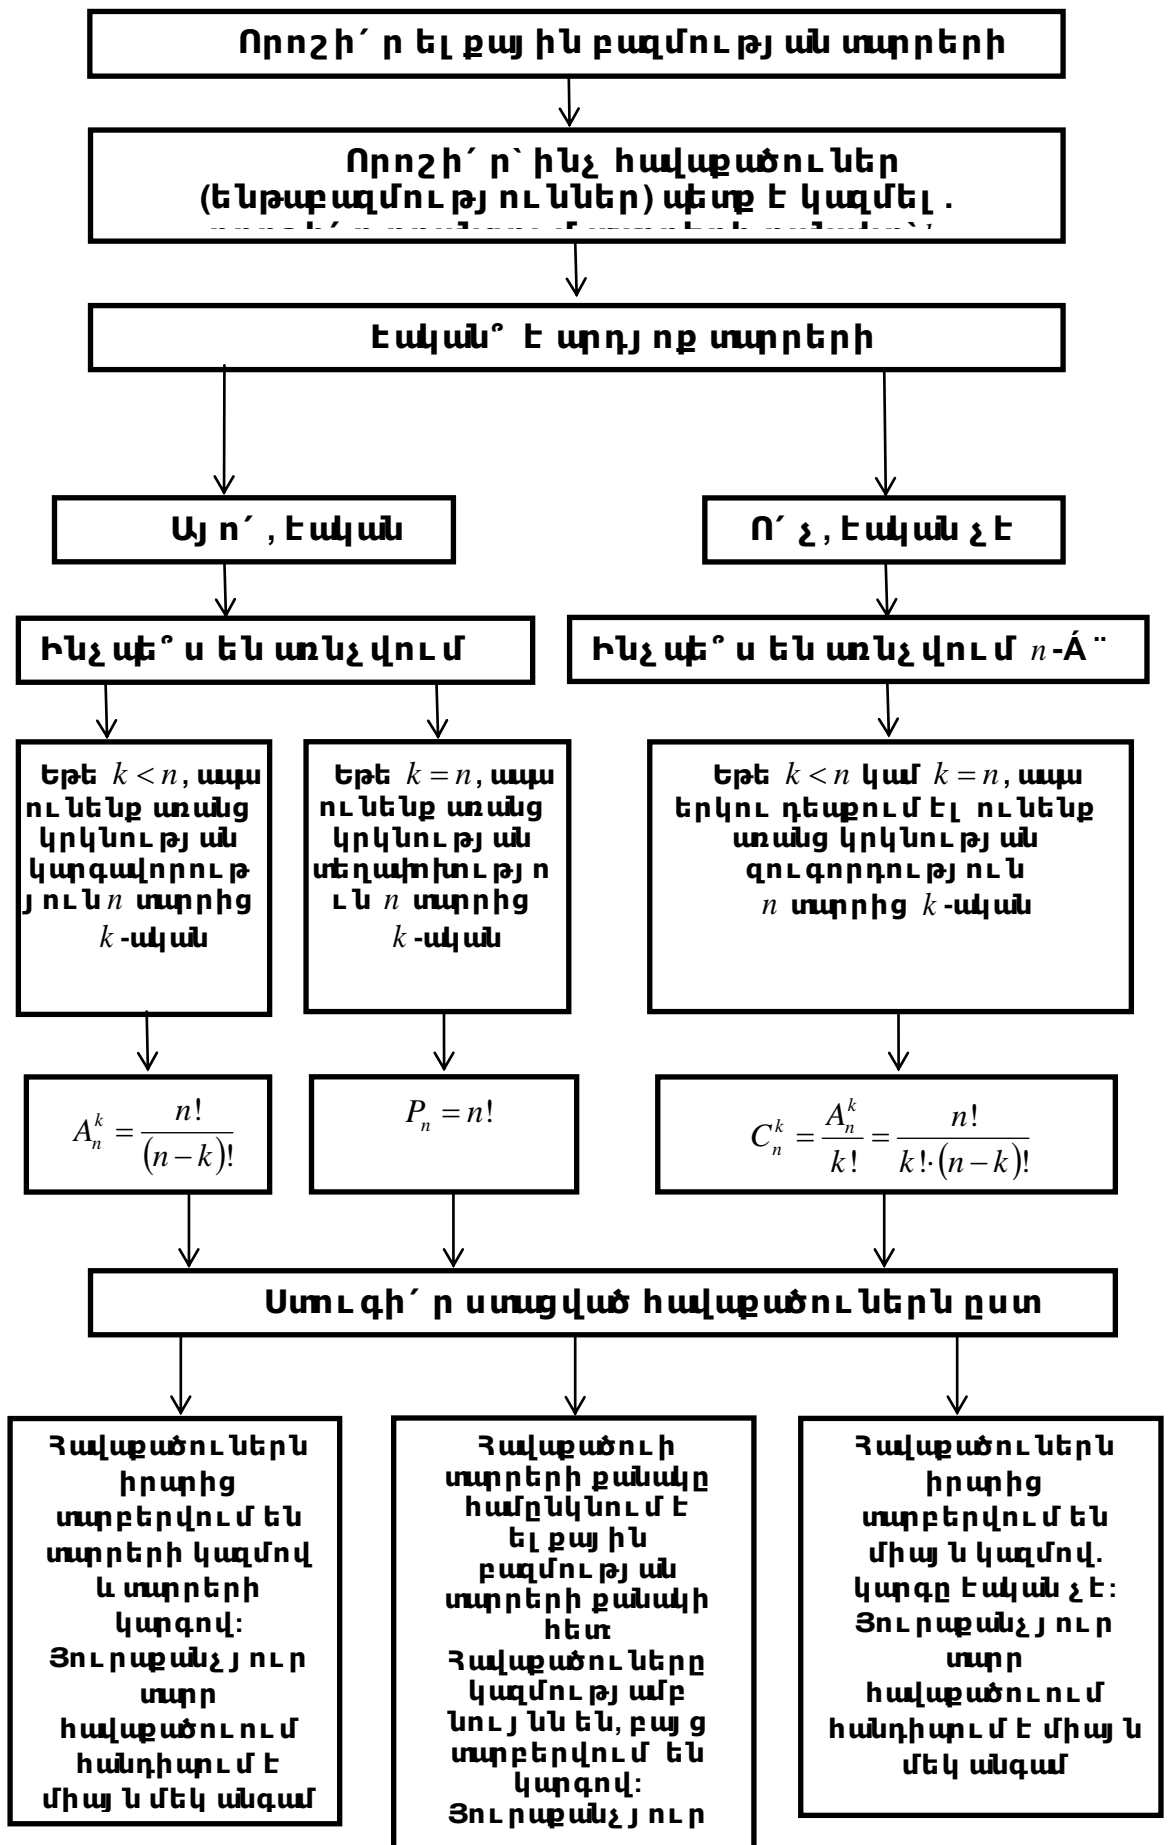 Որոշի՛ր ելքային բազմության տարրերի
Որոշի՛ր՝ ինչ հավաքածուներ
(ենթաբազմություններ) պետք է կազմել.
Էական՞ է արդյոք տարրերի
Այո՛, էական
Ո՛չ, էական չէ
Ինչպե՞ս են առնչվում
Ինչպե՞ս են առնչվում n-Á¨
Եթե k < n, ապա
ունենք առանց
կրկնության
կարգավորութ
յուն n տարրից
k-ական
Եթե k = n, ապա
ունենք առանց
կրկնության
տեղափոխությո
ւն n տարրից
k-ական
Եթե k < n կամ k = n, ապա
երկու դեպքում էլ ունենք
առանց կրկնության
զուգորդություն
n տարրից k-ական
A_n^k = n!/(n−k)!
P_n = n!
C_n^k = A_n^k/k! = n!/(k!·(n−k)!)
Ստուգի՛ր ստացված հավաքածուներն ըստ
Հավաքածուներն
իրարից
տարբերվում են
տարրերի կազմով
և տարրերի
կարգով:
Յուրաքանչյուր
տարր
հավաքածուում
հանդիպում է
միայն մեկ անգամ
Հավաքածուի
տարրերի քանակը
համընկնում է
ելքային
բազմության
տարրերի քանակի
հետ:
Հավաքածուները
կազմությամբ
նույնն են, բայց
տարբերվում են
կարգով:
Յուրաքանչյուր
Հավաքածուներն
իրարից
տարբերվում են
միայն կազմով.
կարգը էական չէ:
Յուրաքանչյուր
տարր
հավաքածուում
հանդիպում է միայն
մեկ անգամ